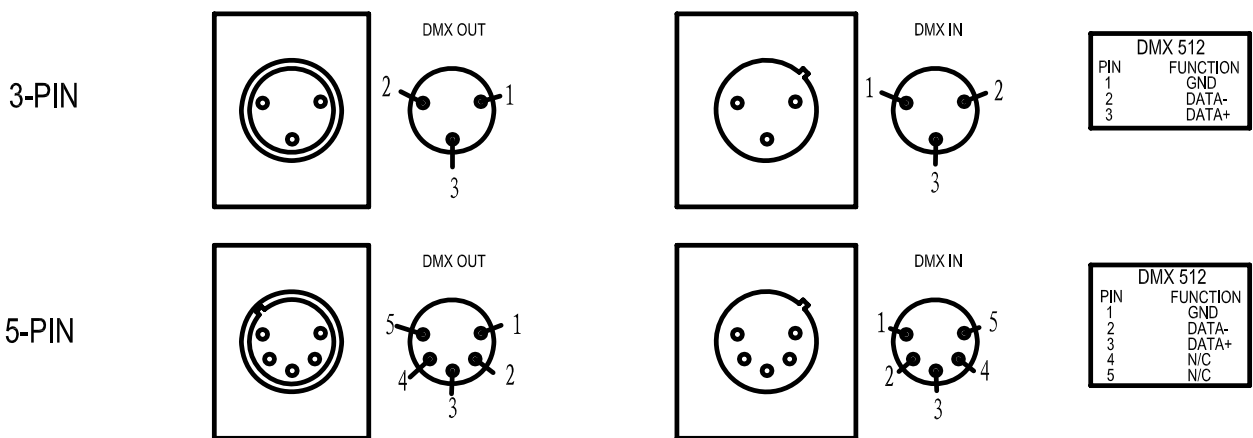 3-PIN
DMX OUT
2
1
3
DMX IN
1
2
3
DMX 512
PIN FUNCTION
1 GND
2 DATA-
3 DATA+
5-PIN
DMX OUT
5
1
4
2
3
DMX IN
1
5
2
4
3
DMX 512
PIN FUNCTION
1 GND
2 DATA-
3 DATA+
4 N/C
5 N/C